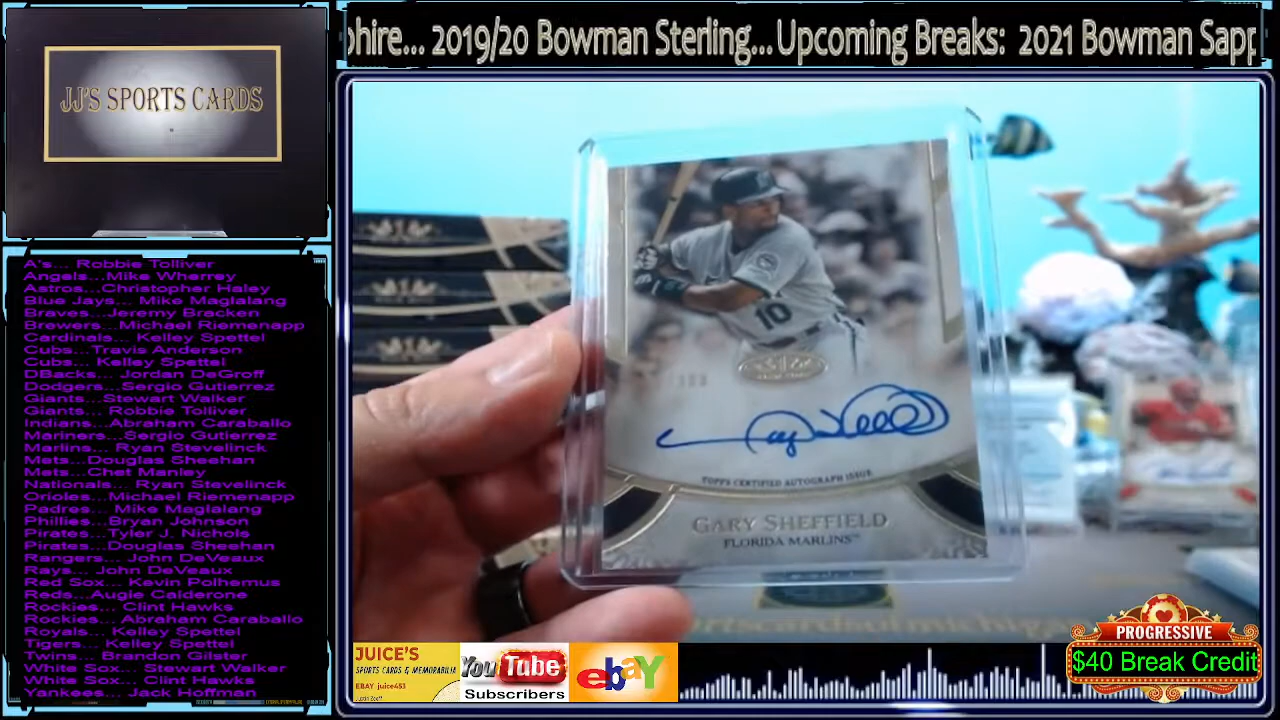 phire... 2019/20 Bowman Sterling...Upcoming Breaks: 2021 Bowman Sapp
JJ'S SPORTS CARDS
A's... Robbie Tolliver
Angels...Mike Wherrey
Astros...Christopher Haley
Blue Jays... Mike Maglalang
Braves...Jeremy Bracken
Brewers...Michael Riemenapp
Cardinals... Kelley Spettel
Cubs...Travis Anderson
Cubs... Kelley Spettel
DBacks... Jordan DeGroff
Dodgers...Sergio Gutierrez
Giants...Stewart Walker
Giants... Robbie Tolliver
Indians...Abraham Caraballo
Mariners...Sergio Gutierrez
Marlins... Ryan Stevelinck
Mets...Douglas Sheehan
Mets...Chet Manley
Nationals... Ryan Stevelinck
Orioles...Michael Riemenapp
Padres... Mike Maglalang
Phillies...Bryan Johnson
Pirates...Tyler J. Nichols
Pirates...Douglas Sheehan
Rangers... John DeVeaux
Rays... John DeVeaux
Red Sox... Kevin Polhemus
Reds...Augie Calderone
Rockies... Clint Hawks
Rockies... Abraham Caraballo
Royals... Kelley Spettel
Tigers... Kelley Spettel
Twins... Brandon Gilster
White Sox... Stewart Walker
White Sox... Clint Hawks
Yankees... Jack Hoffman
10
TOPPS CERTIFIED AUTOGRAPH ISSUE
GARY SHEFFIELD
FLORIDA MARLINS™
JUICE'S
SPORTS CARDS & MEMORABILIA
EBAY juice453
YouTube
Subscribers
ebay
PROGRESSIVE
$40 Break Credit